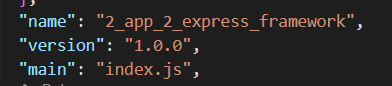 },
"name": "2_app_2_express_framework",
"version": "1.0.0",
"main": "index.js",